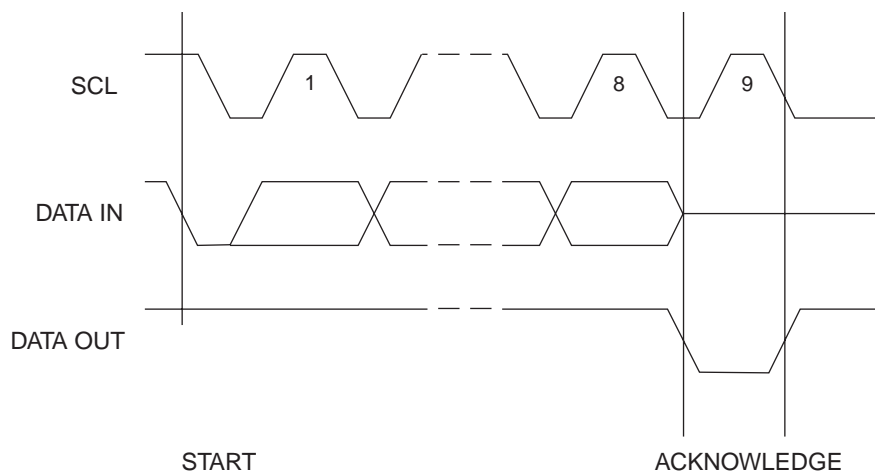 SCL
1
8
9
DATA IN
DATA OUT
START
ACKNOWLEDGE